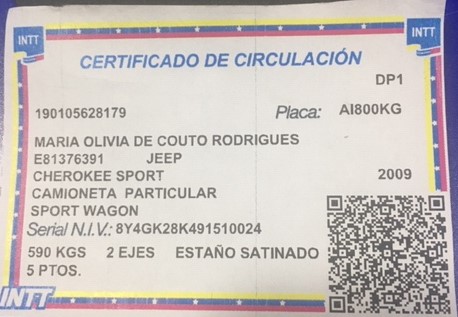 INTT
INTT
CERTIFICADO DE CIRCULACIÓN
DP1
190105628179 Placa: AI800KG
MARIA OLIVIA DE COUTO RODRIGUES
E81376391 JEEP
CHEROKEE SPORT 2009
CAMIONETA PARTICULAR
SPORT WAGON
Serial N.I.V.: 8Y4GK28K491510024
590 KGS 2 EJES ESTAÑO SATINADO
5 PTOS.
INTT